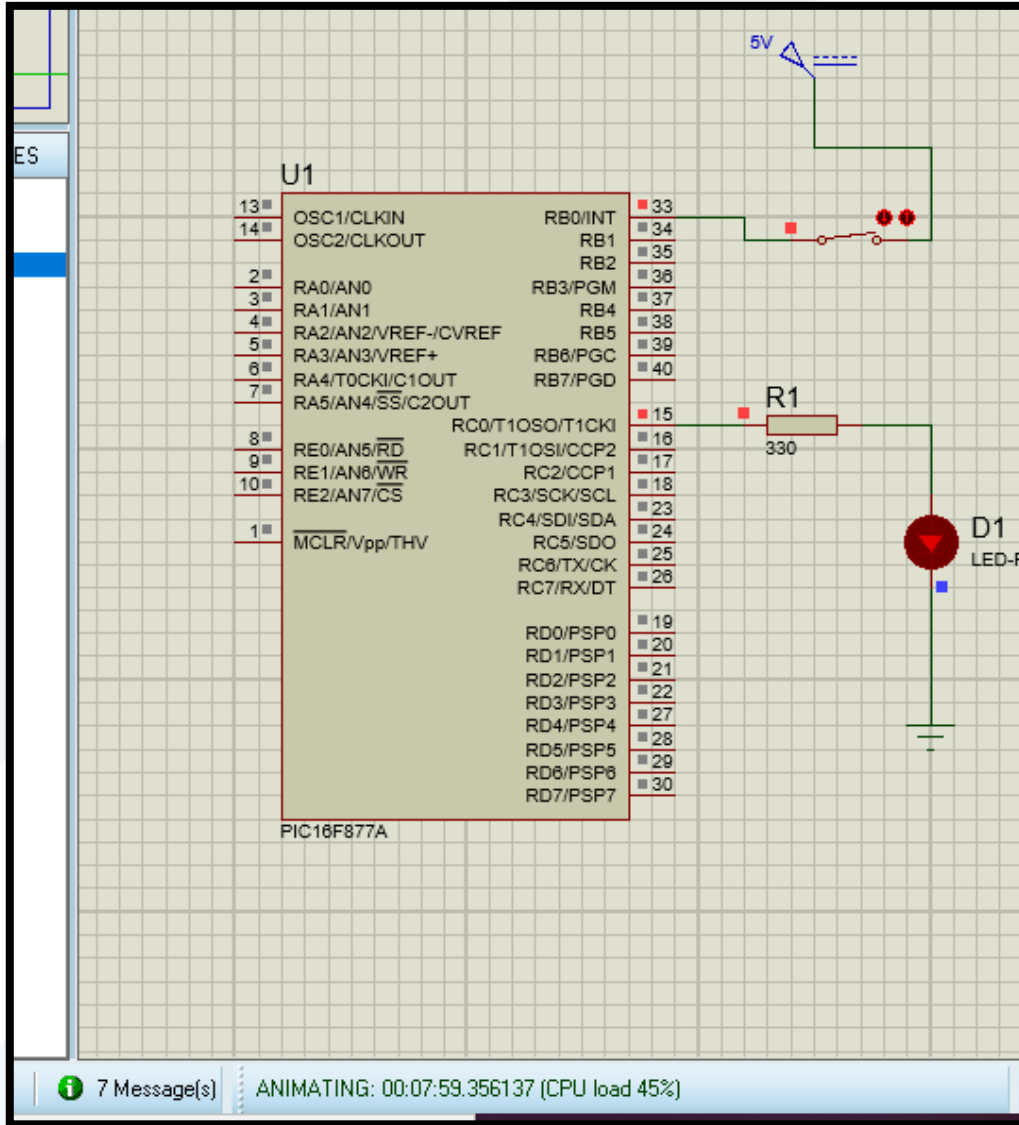 5V
ES
U1
13 OSC1/CLKIN RB0/INT 33
14 OSC2/CLKOUT RB1 34
RB2 35
2 RA0/AN0 RB3/PGM 36
3 RA1/AN1 RB4 37
4 RA2/AN2/VREF-/CVREF RB5 38
5 RA3/AN3/VREF+ RB6/PGC 39
6 RA4/T0CKI/C1OUT RB7/PGD 40
7 RA5/AN4/SS/C2OUT
RC0/T1OSO/T1CKI 15
R1
330
8 RE0/AN5/RD RC1/T1OSI/CCP2 16
9 RE1/AN6/WR RC2/CCP1 17
10 RE2/AN7/CS RC3/SCK/SCL 18
RC4/SDI/SDA 23
1 MCLR/Vpp/THV RC5/SDO 24
RC6/TX/CK 25
RC7/RX/DT 26
D1
LED-R
RD0/PSP0 19
RD1/PSP1 20
RD2/PSP2 21
RD3/PSP3 22
RD4/PSP4 27
RD5/PSP5 28
RD6/PSP6 29
RD7/PSP7 30
PIC16F877A
7 Message(s) ANIMATING: 00:07:59.356137 (CPU load 45%)